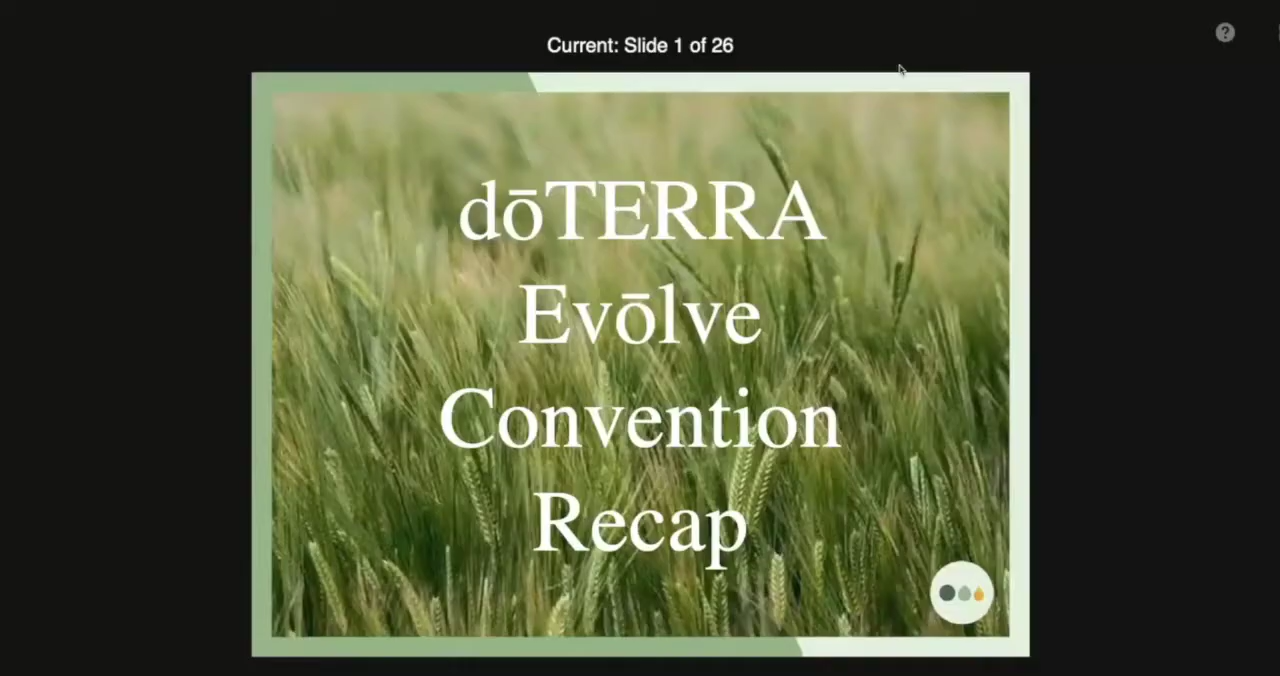 Current: Slide 1 of 26
?
dōTERRA
Evōlve
Convention
Recap